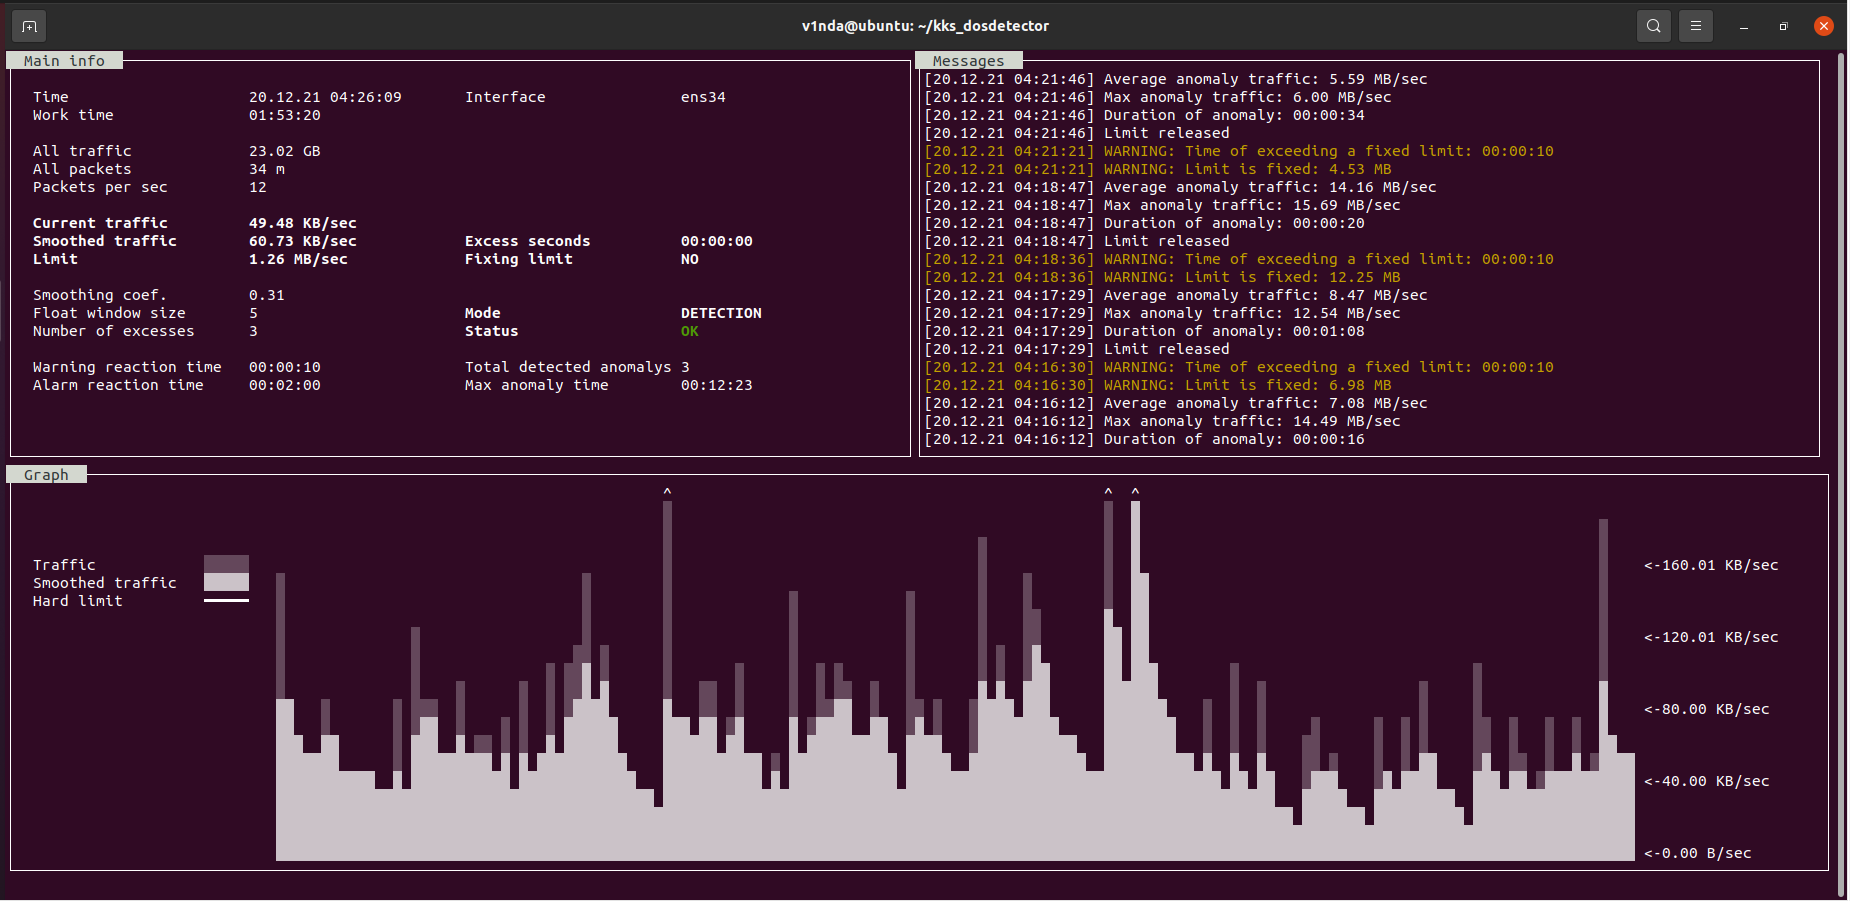 v1nda@ubuntu: ~/kks_dosdetector
Main info
Time 20.12.21 04:26:09 Interface ens34
Work time 01:53:20
All traffic 23.02 GB
All packets 34 m
Packets per sec 12
Current traffic 49.48 KB/sec
Smoothed traffic 60.73 KB/sec Excess seconds 00:00:00
Limit 1.26 MB/sec Fixing limit NO
Smoothing coef. 0.31
Float window size 5 Mode DETECTION
Number of excesses 3 Status OK
Warning reaction time 00:00:10 Total detected anomalys 3
Alarm reaction time 00:02:00 Max anomaly time 00:12:23
Messages
[20.12.21 04:21:46] Average anomaly traffic: 5.59 MB/sec
[20.12.21 04:21:46] Max anomaly traffic: 6.00 MB/sec
[20.12.21 04:21:46] Duration of anomaly: 00:00:34
[20.12.21 04:21:46] Limit released
[20.12.21 04:21:21] WARNING: Time of exceeding a fixed limit: 00:00:10
[20.12.21 04:21:21] WARNING: Limit is fixed: 4.53 MB
[20.12.21 04:18:47] Average anomaly traffic: 14.16 MB/sec
[20.12.21 04:18:47] Max anomaly traffic: 15.69 MB/sec
[20.12.21 04:18:47] Duration of anomaly: 00:00:20
[20.12.21 04:18:47] Limit released
[20.12.21 04:18:36] WARNING: Time of exceeding a fixed limit: 00:00:10
[20.12.21 04:18:36] WARNING: Limit is fixed: 12.25 MB
[20.12.21 04:17:29] Average anomaly traffic: 8.47 MB/sec
[20.12.21 04:17:29] Max anomaly traffic: 12.54 MB/sec
[20.12.21 04:17:29] Duration of anomaly: 00:01:08
[20.12.21 04:17:29] Limit released
[20.12.21 04:16:30] WARNING: Time of exceeding a fixed limit: 00:00:10
[20.12.21 04:16:30] WARNING: Limit is fixed: 6.98 MB
[20.12.21 04:16:12] Average anomaly traffic: 7.08 MB/sec
[20.12.21 04:16:12] Max anomaly traffic: 14.49 MB/sec
[20.12.21 04:16:12] Duration of anomaly: 00:00:16
Graph
^ ^ ^
Traffic
Smoothed traffic
Hard limit
<-160.01 KB/sec
<-120.01 KB/sec
<-80.00 KB/sec
<-40.00 KB/sec
<-0.00 B/sec